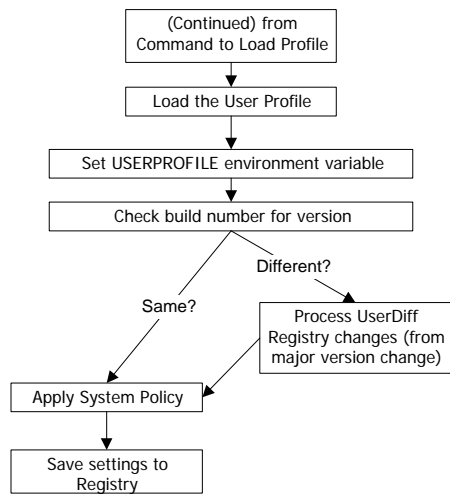 (Continued) from
Command to Load Profile
Load the User Profile
Set USERPROFILE environment variable
Check build number for version
Different?
Same?
Process UserDiff
Registry changes (from
major version change)
Apply System Policy
Save settings to
Registry